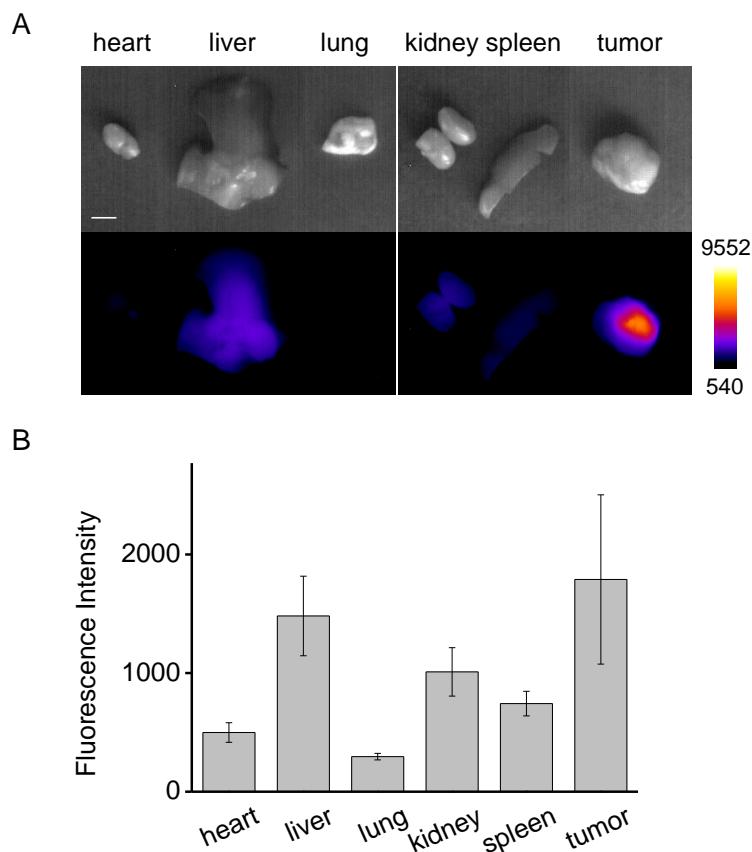 A
heart liver lung kidney spleen tumor
9552
540
B
Fluorescence Intensity
2000
1000
0
heart liver lung kidney spleen tumor